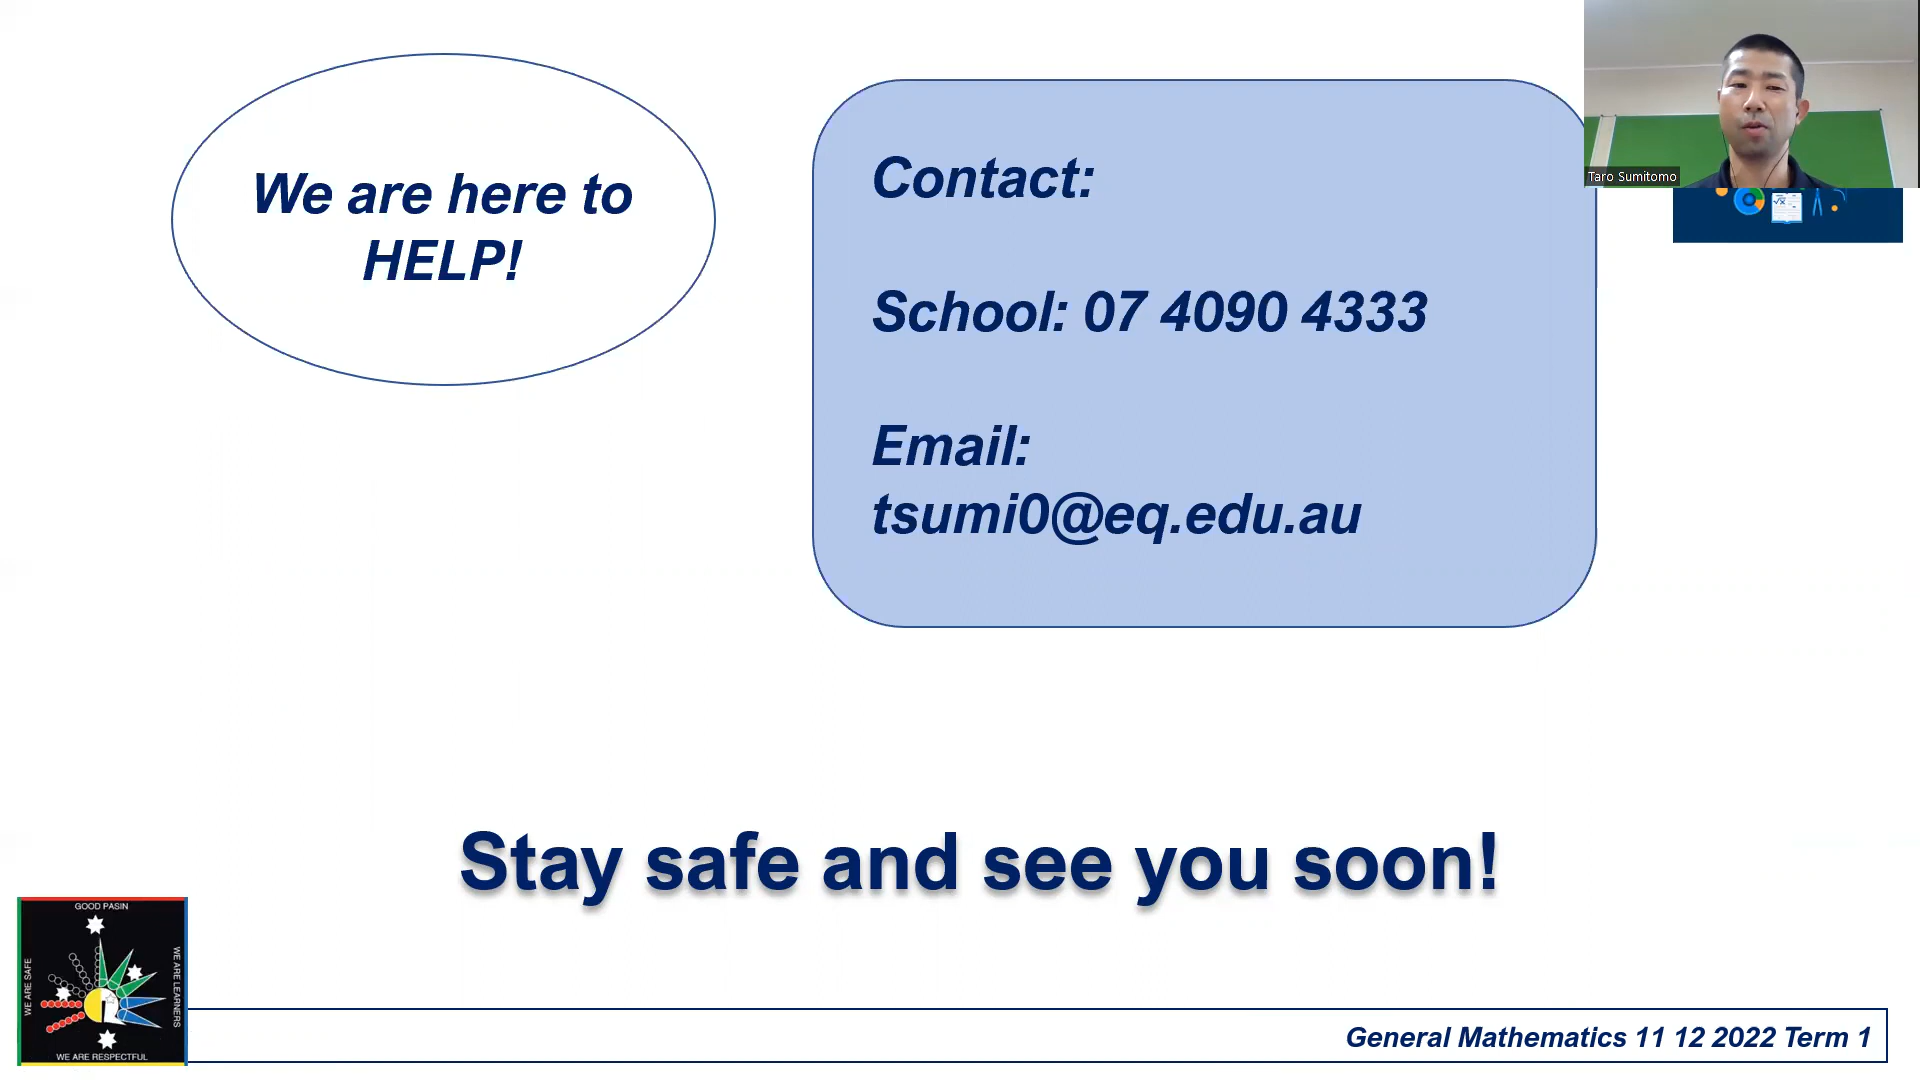 We are here to
HELP!
Contact:
School: 07 4090 4333
Email:
tsumi0@eq.edu.au
Taro Sumitomo
Stay safe and see you soon!
GOOD PASIN
WE ARE SAFE
WE ARE LEARNERS
WE ARE RESPECTFUL
General Mathematics 11 12 2022 Term 1